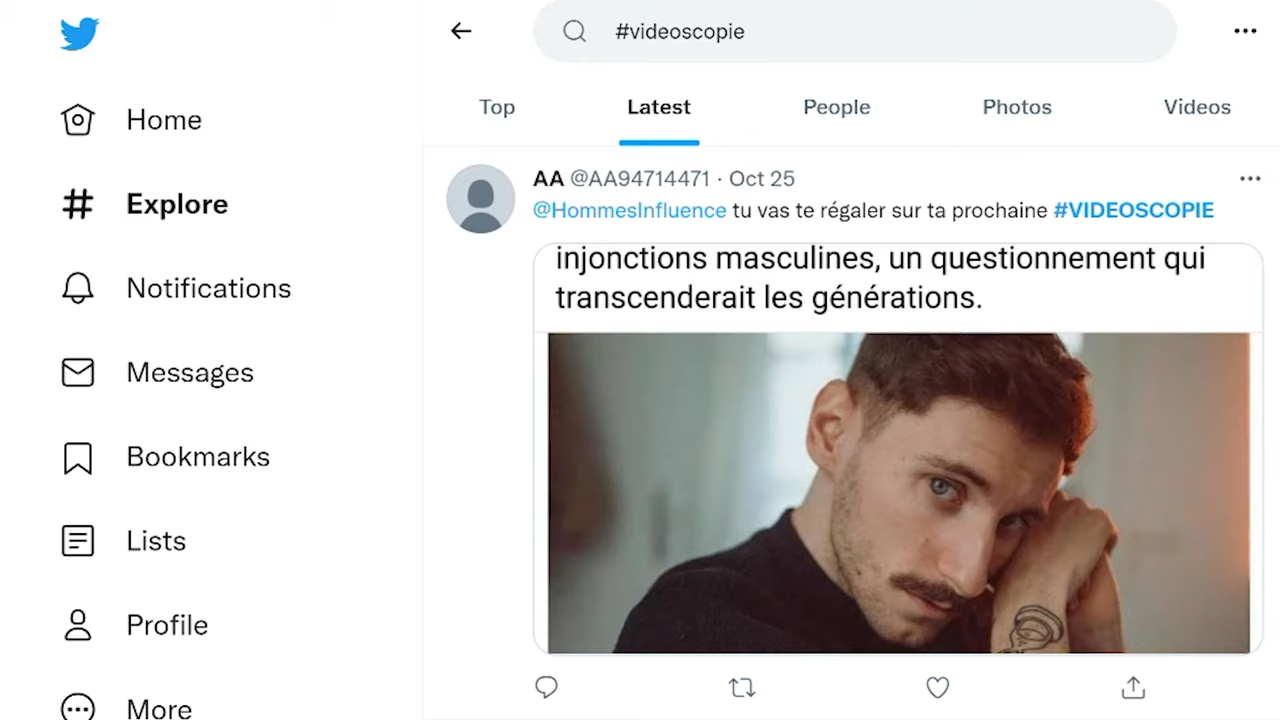 #videoscopie
Top Latest People Photos Videos
Home
Explore
Notifications
Messages
Bookmarks
Lists
Profile
More
AA @AA94714471 · Oct 25
@HommesInfluence tu vas te régaler sur ta prochaine #VIDEOSCOPIE
injonctions masculines, un questionnement qui
transcenderait les générations.